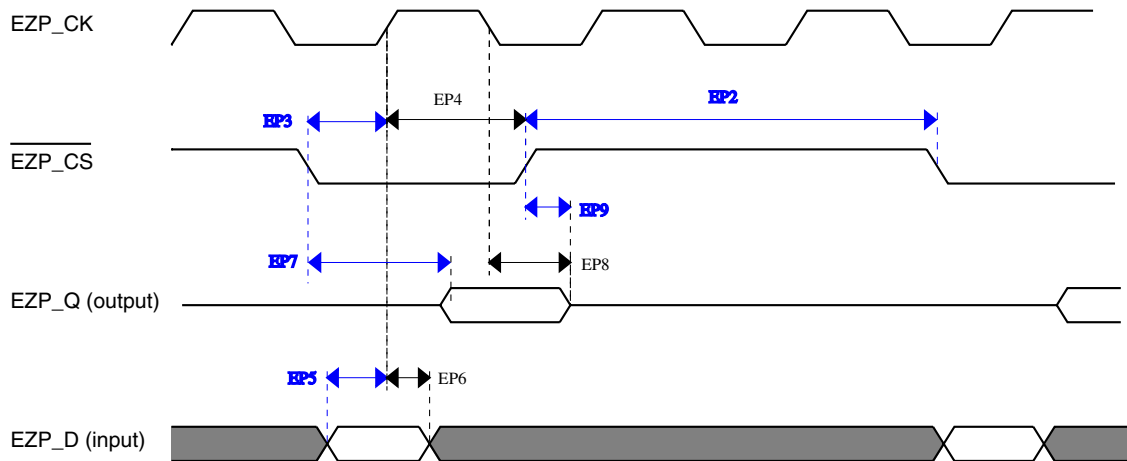 EZP_CK
EP4
EP2
EP3
EZP_CS
EP9
EP7
EP8
EZP_Q (output)
EP5
EP6
EZP_D (input)